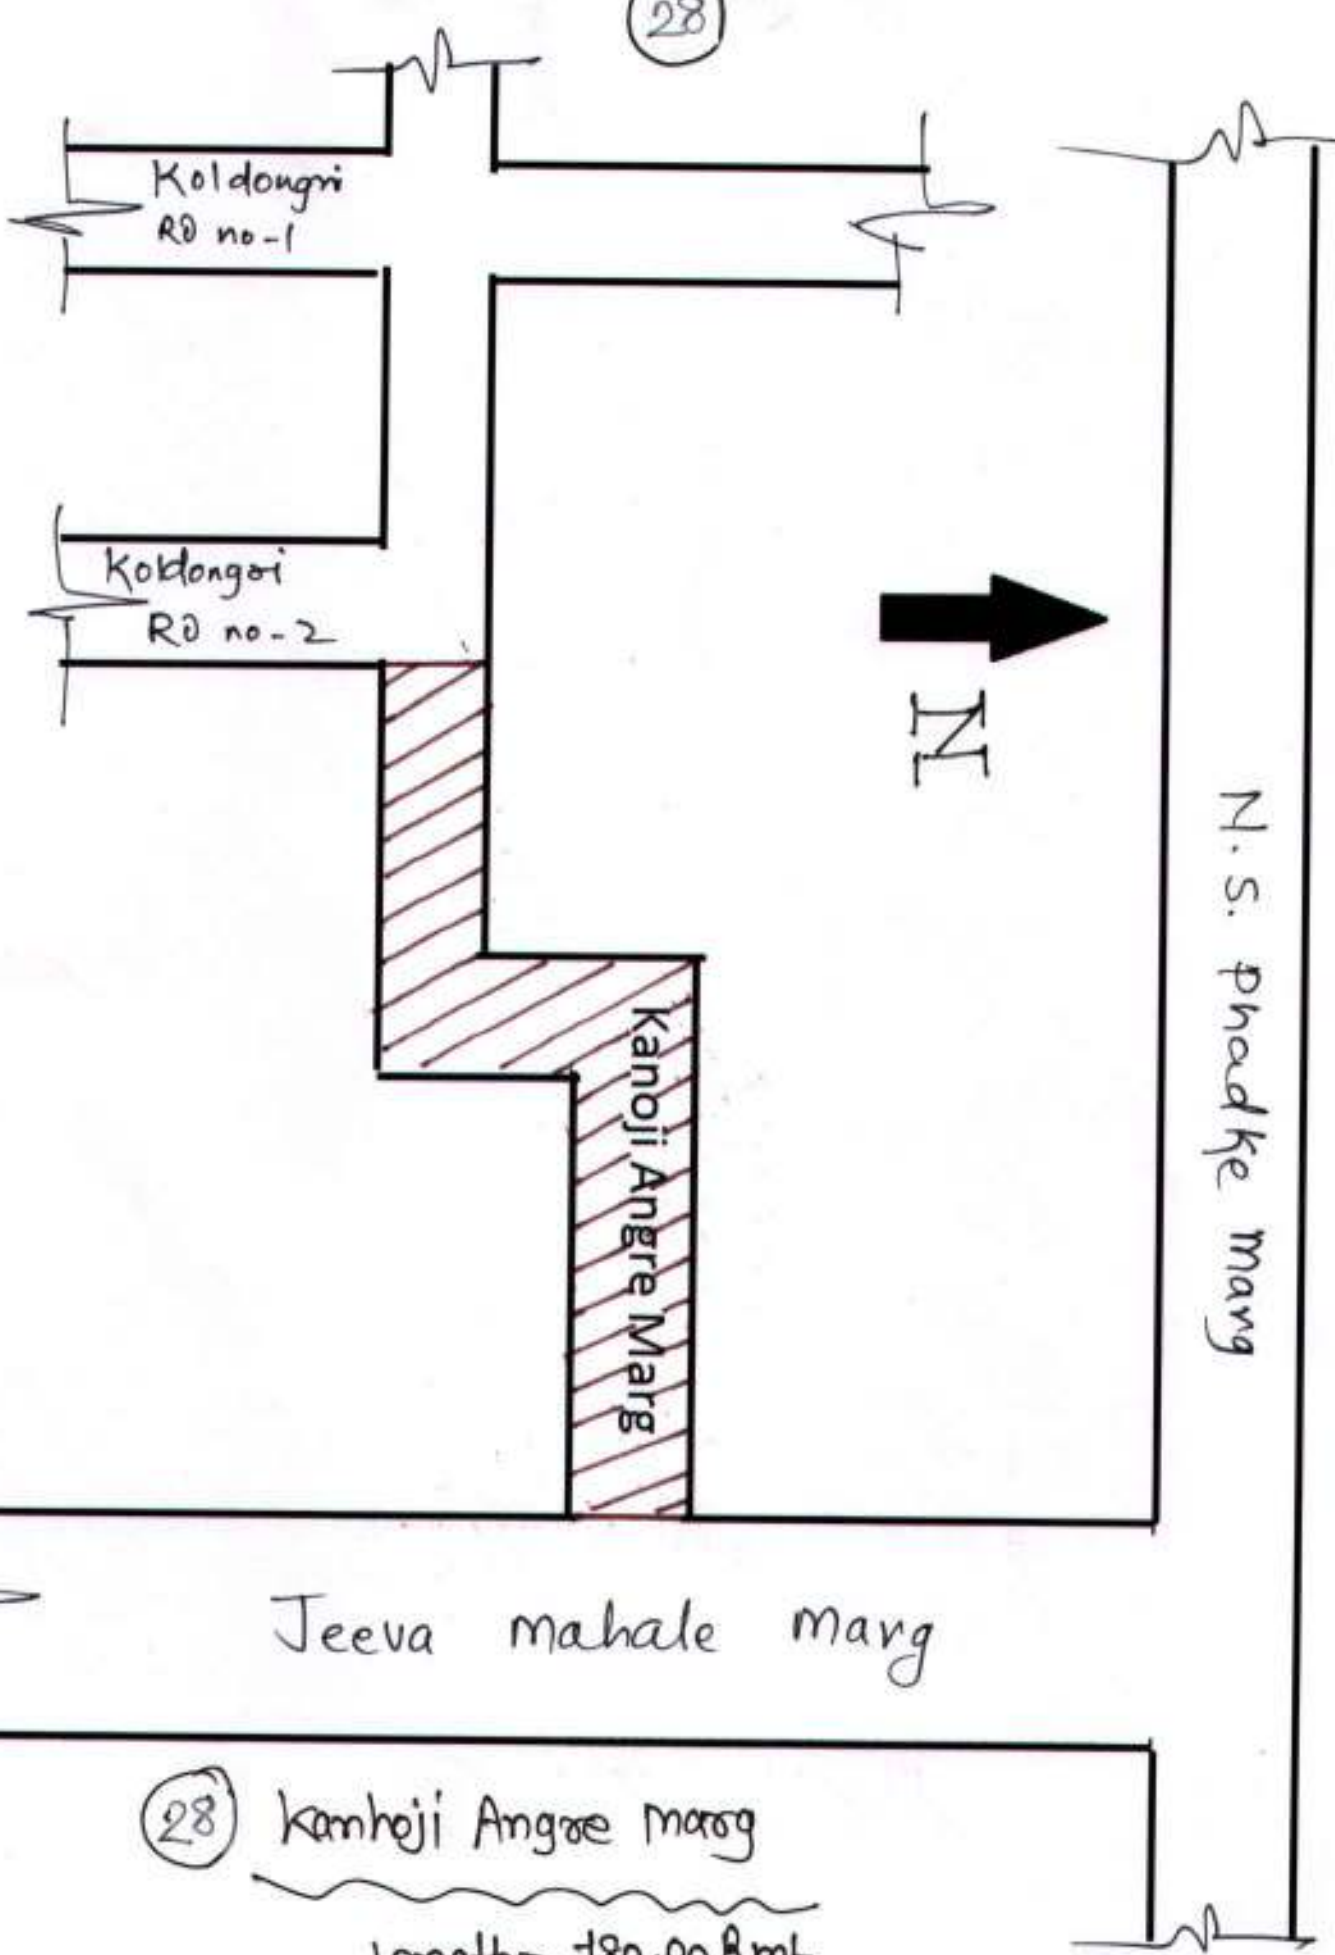 28
Koldongri
RD no-1
Koldongri
RD no-2
N
N. S. Phadke marg
Kanoji Angre Marg
Jeeva mahale marg
28 Kanhoji Angre marg